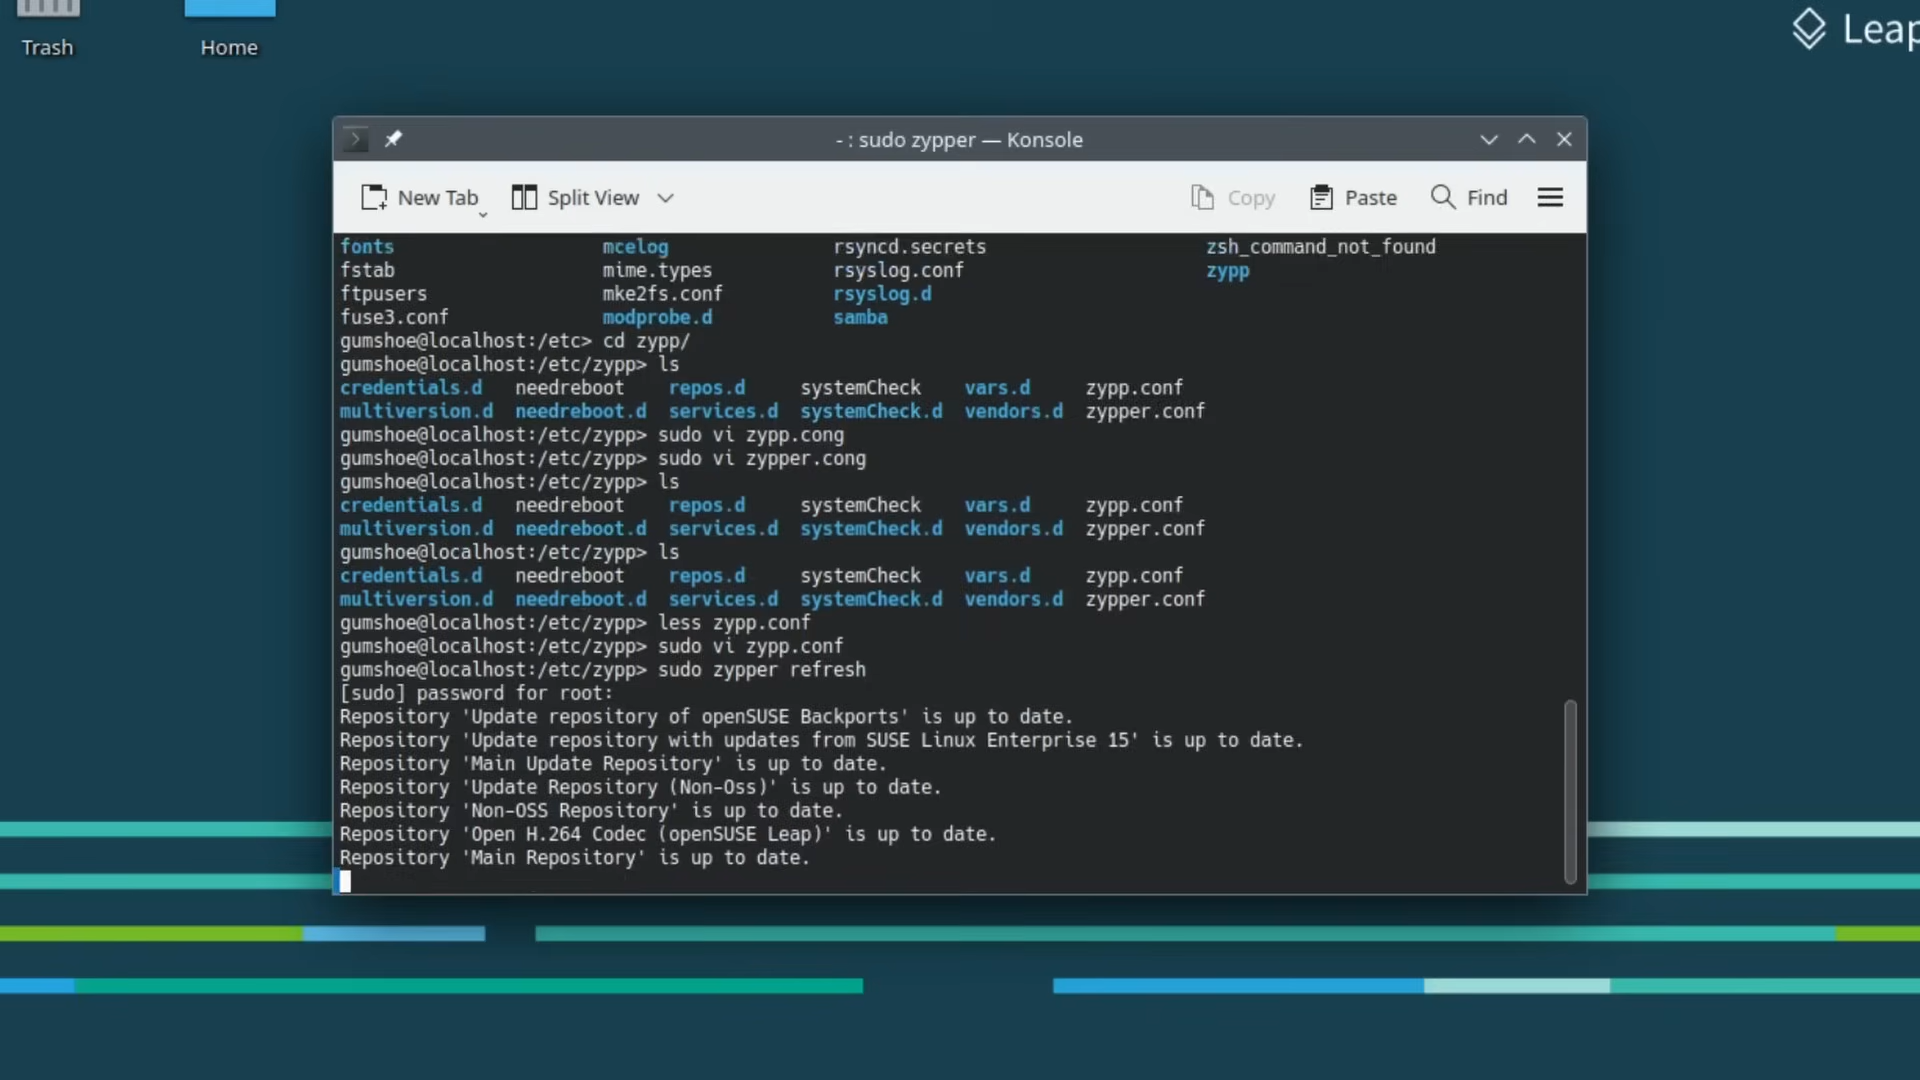 Trash
Home
Leap
- : sudo zypper — Konsole
New Tab
Split View
Copy
Paste
Find
fonts mcelog rsyncd.secrets zsh_command_not_found
fstab mime.types rsyslog.conf zypp
ftpusers mke2fs.conf rsyslog.d
fuse3.conf modprobe.d samba
gumshoe@localhost:/etc> cd zypp/
gumshoe@localhost:/etc/zypp> ls
credentials.d needreboot repos.d systemCheck vars.d zypp.conf
multiversion.d needreboot.d services.d systemCheck.d vendors.d zypper.conf
gumshoe@localhost:/etc/zypp> sudo vi zypp.cong
gumshoe@localhost:/etc/zypp> sudo vi zypper.cong
gumshoe@localhost:/etc/zypp> ls
credentials.d needreboot repos.d systemCheck vars.d zypp.conf
multiversion.d needreboot.d services.d systemCheck.d vendors.d zypper.conf
gumshoe@localhost:/etc/zypp> ls
credentials.d needreboot repos.d systemCheck vars.d zypp.conf
multiversion.d needreboot.d services.d systemCheck.d vendors.d zypper.conf
gumshoe@localhost:/etc/zypp> less zypp.conf
gumshoe@localhost:/etc/zypp> sudo vi zypp.conf
gumshoe@localhost:/etc/zypp> sudo zypper refresh
[sudo] password for root:
Repository 'Update repository of openSUSE Backports' is up to date.
Repository 'Update repository with updates from SUSE Linux Enterprise 15' is up to date.
Repository 'Main Update Repository' is up to date.
Repository 'Update Repository (Non-Oss)' is up to date.
Repository 'Non-OSS Repository' is up to date.
Repository 'Open H.264 Codec (openSUSE Leap)' is up to date.
Repository 'Main Repository' is up to date.